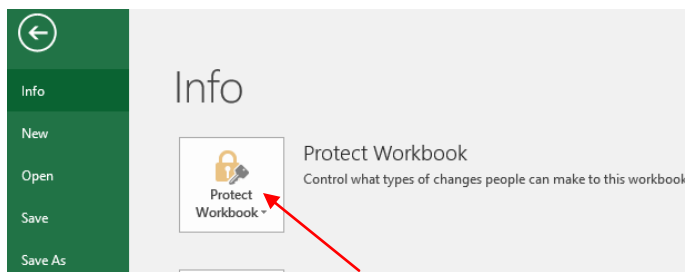 Info
New
Open
Save
Save As
Info
Protect
Workbook
Protect Workbook
Control what types of changes people can make to this workbook